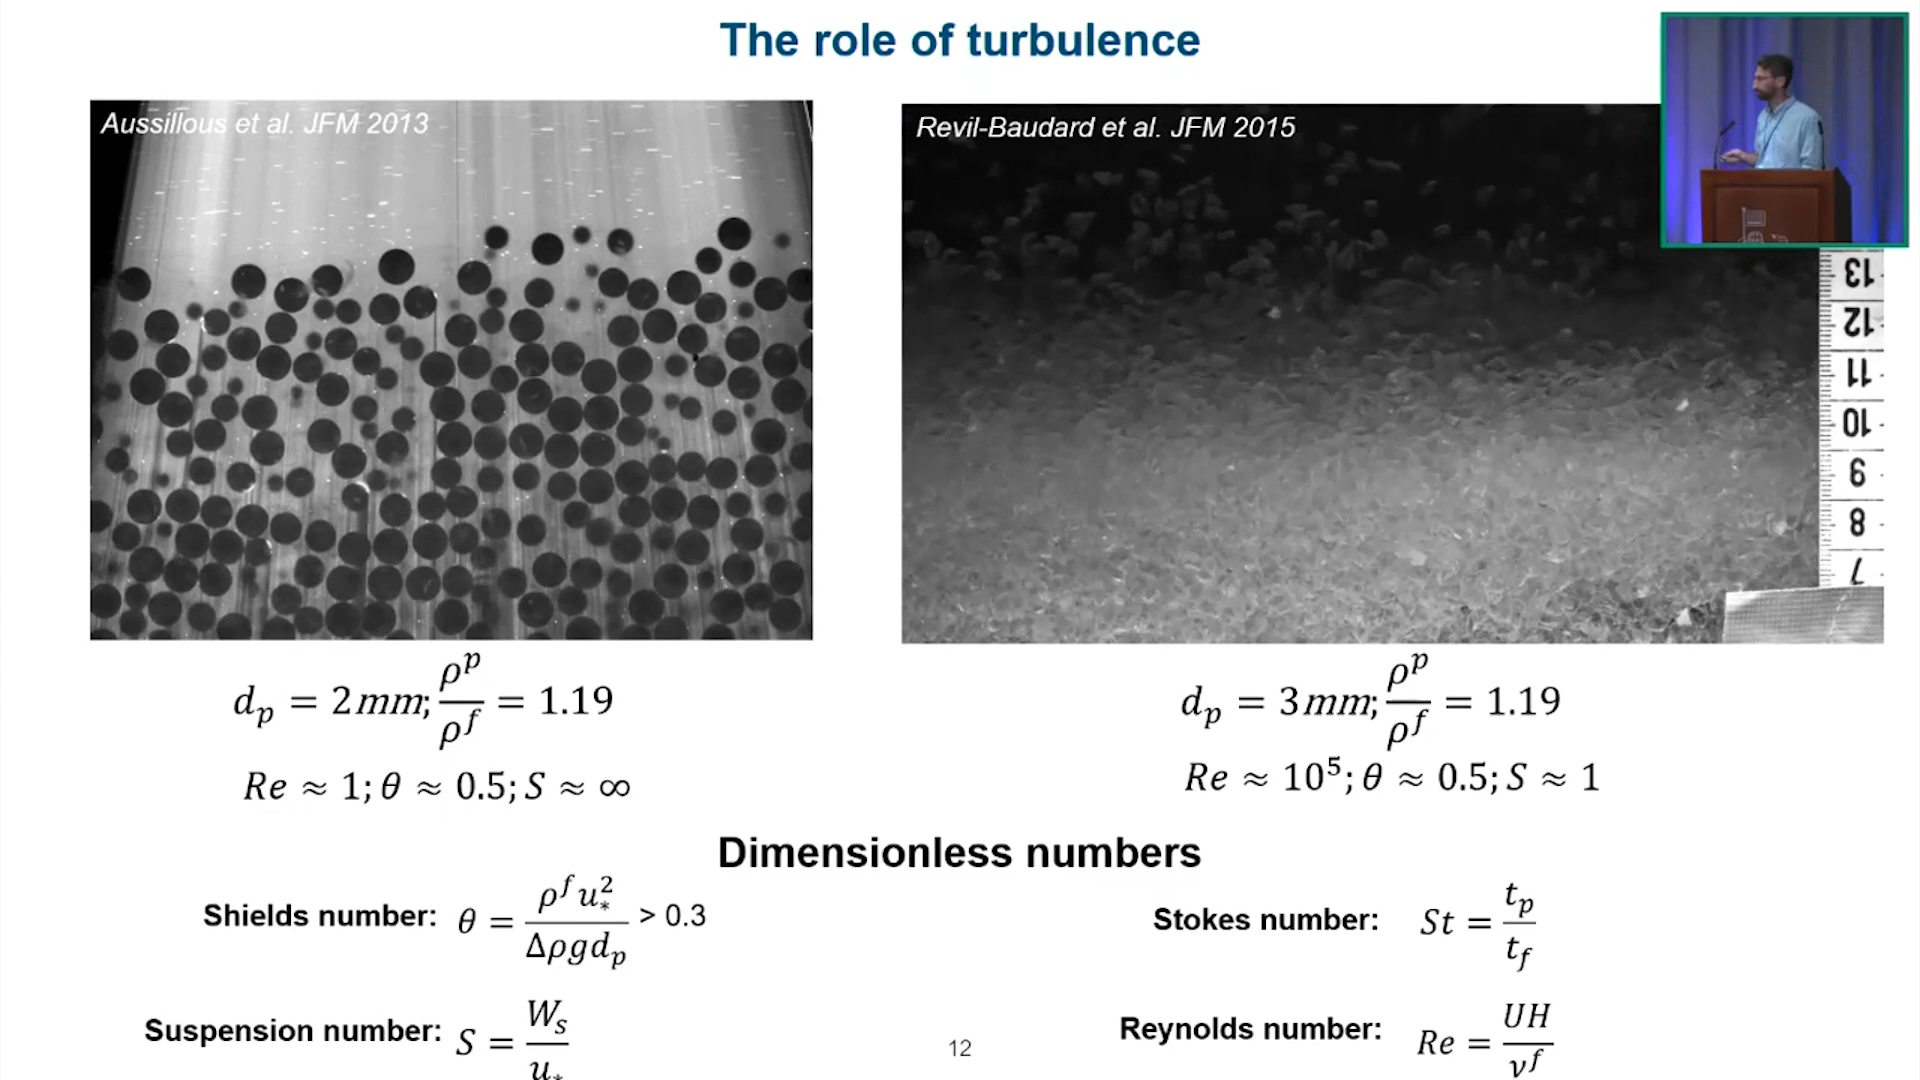 The role of turbulence
Aussillous et al. JFM 2013
Revil-Baudard et al. JFM 2015
13
12
11
10
9
8
7
d_p = 2mm; ρ^p/ρ^f = 1.19
Re ≈ 1; θ ≈ 0.5; S ≈ ∞
d_p = 3mm; ρ^p/ρ^f = 1.19
Re ≈ 10^5; θ ≈ 0.5; S ≈ 1
Dimensionless numbers
Shields number: θ = ρ^f u_*^2 / Δρgd_p > 0.3
Stokes number: St = t_p / t_f
Suspension number: S = W_s / u_*
Reynolds number: Re = UH / ν^f
12